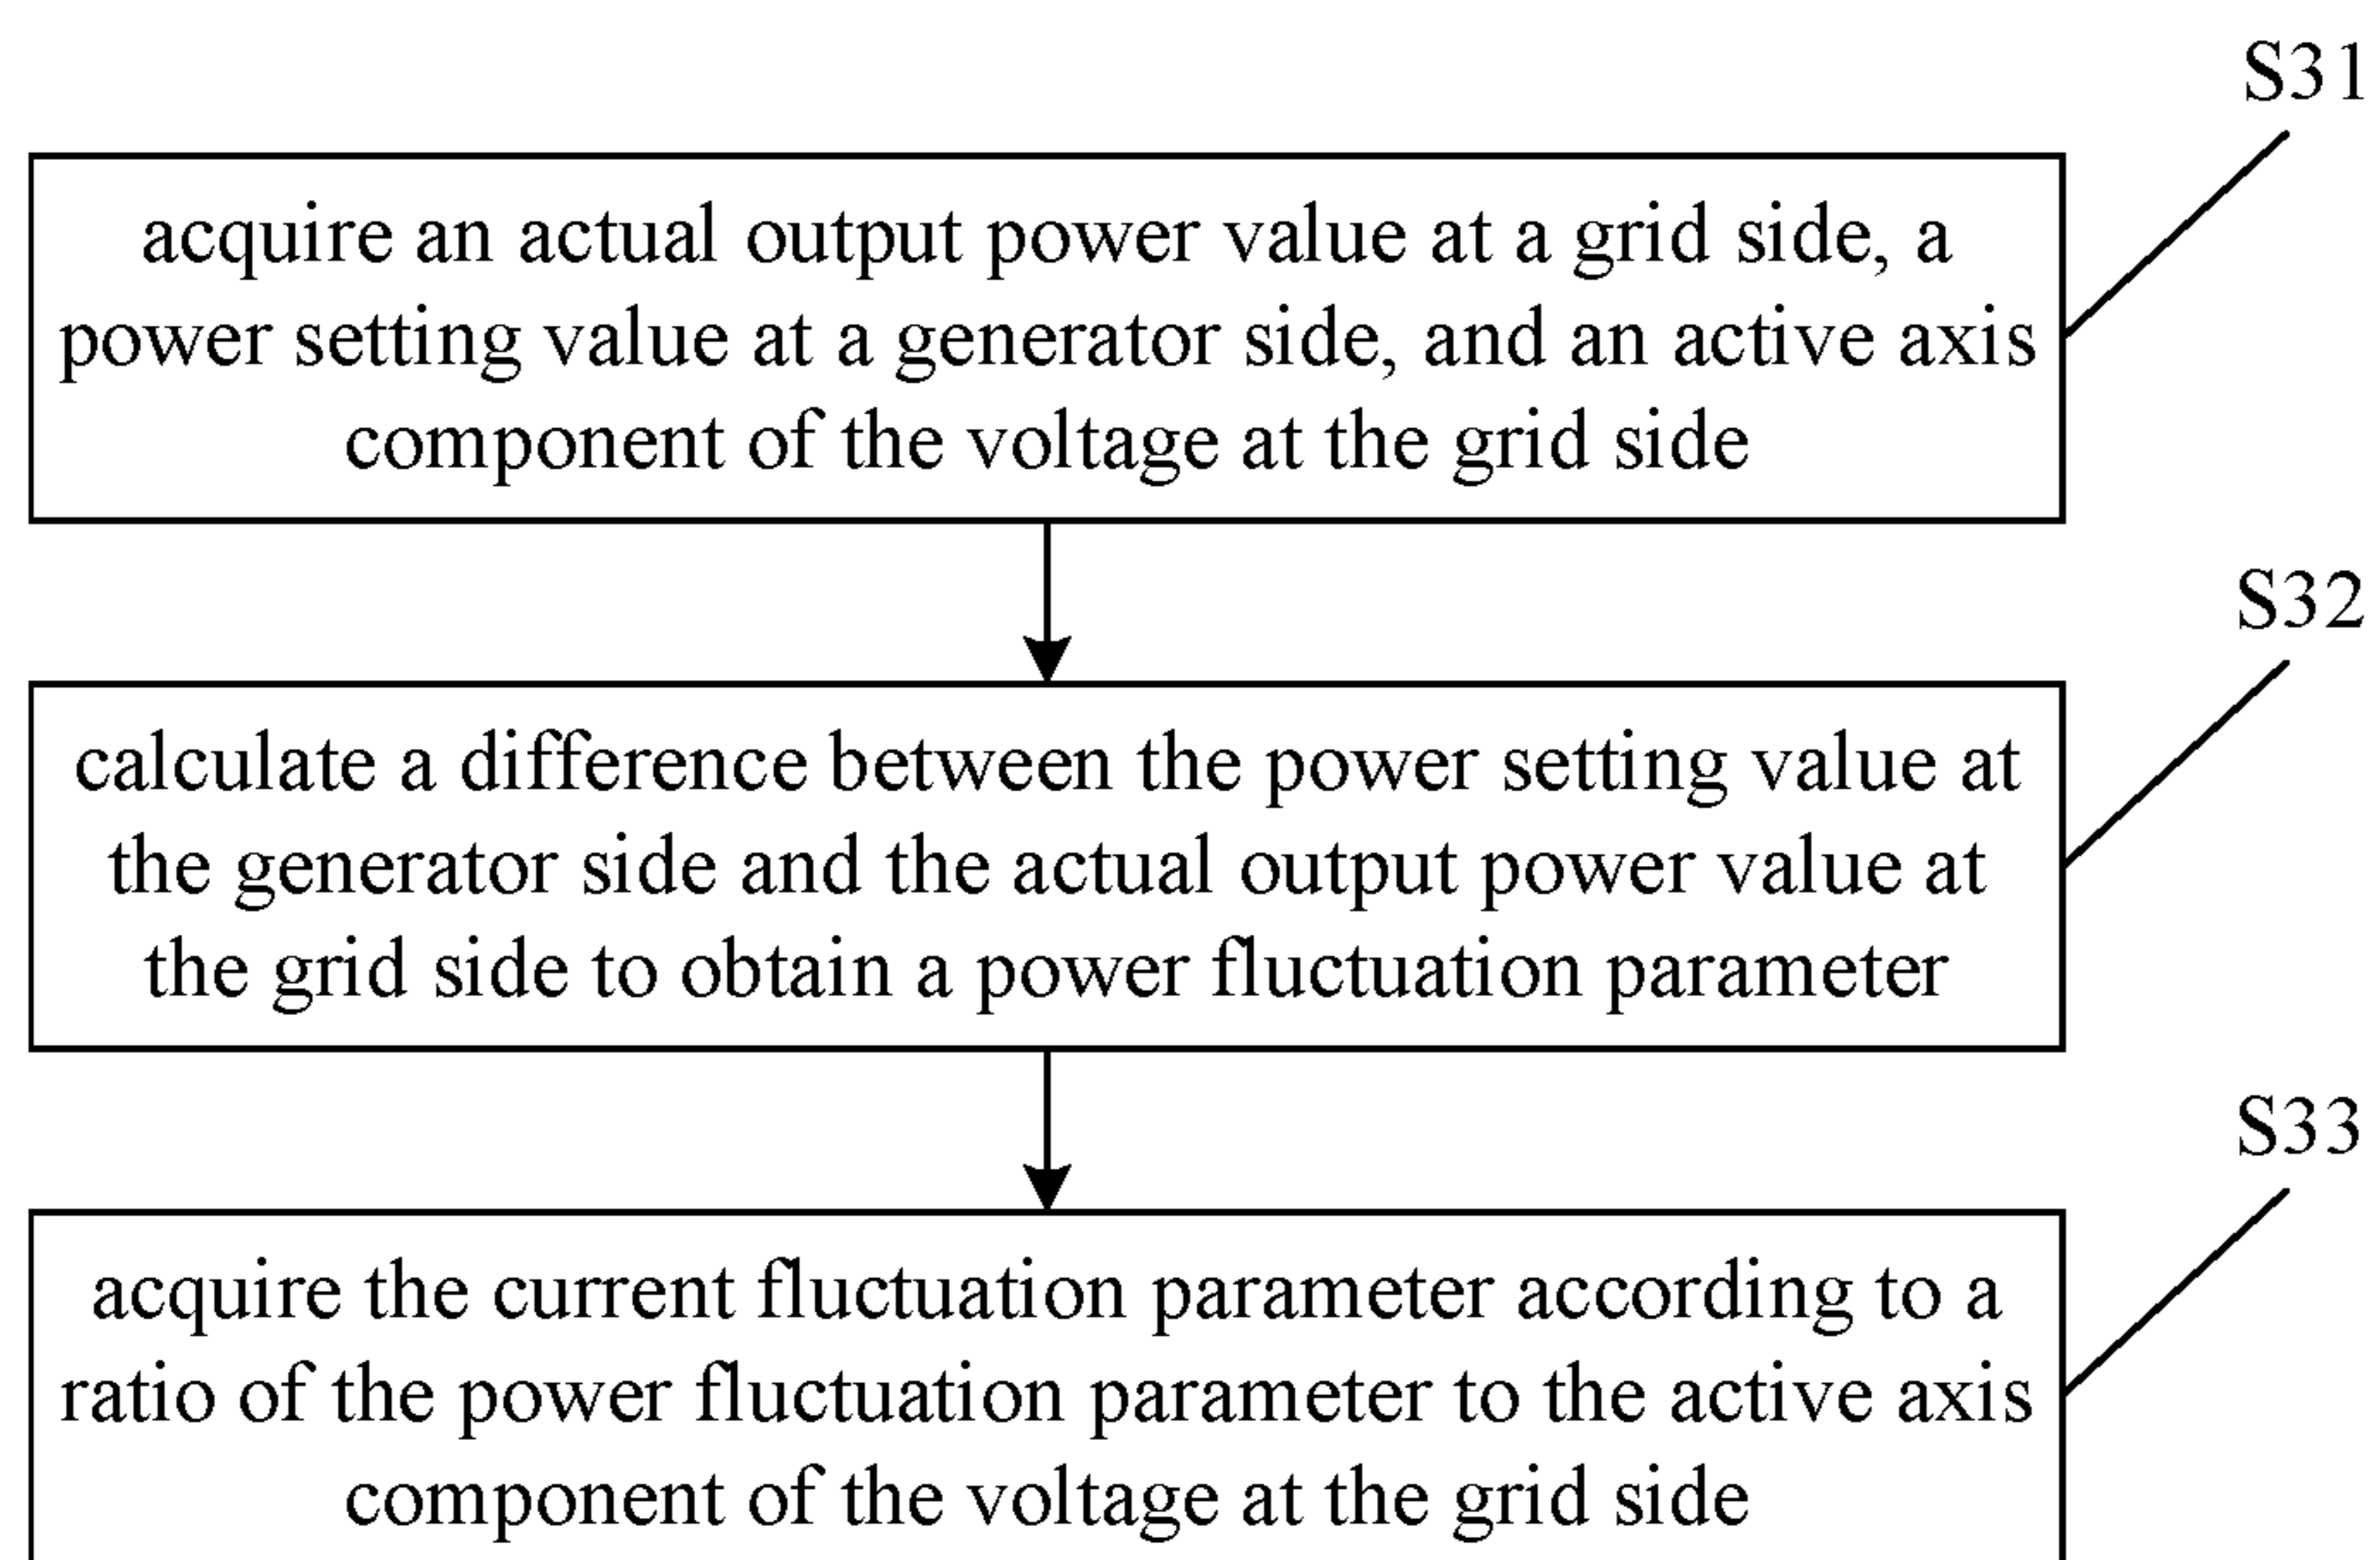 S31
acquire an actual output power value at a grid side, a
power setting value at a generator side, and an active axis
component of the voltage at the grid side
S32
calculate a difference between the power setting value at
the generator side and the actual output power value at
the grid side to obtain a power fluctuation parameter
S33
acquire the current fluctuation parameter according to a
ratio of the power fluctuation parameter to the active axis
component of the voltage at the grid side